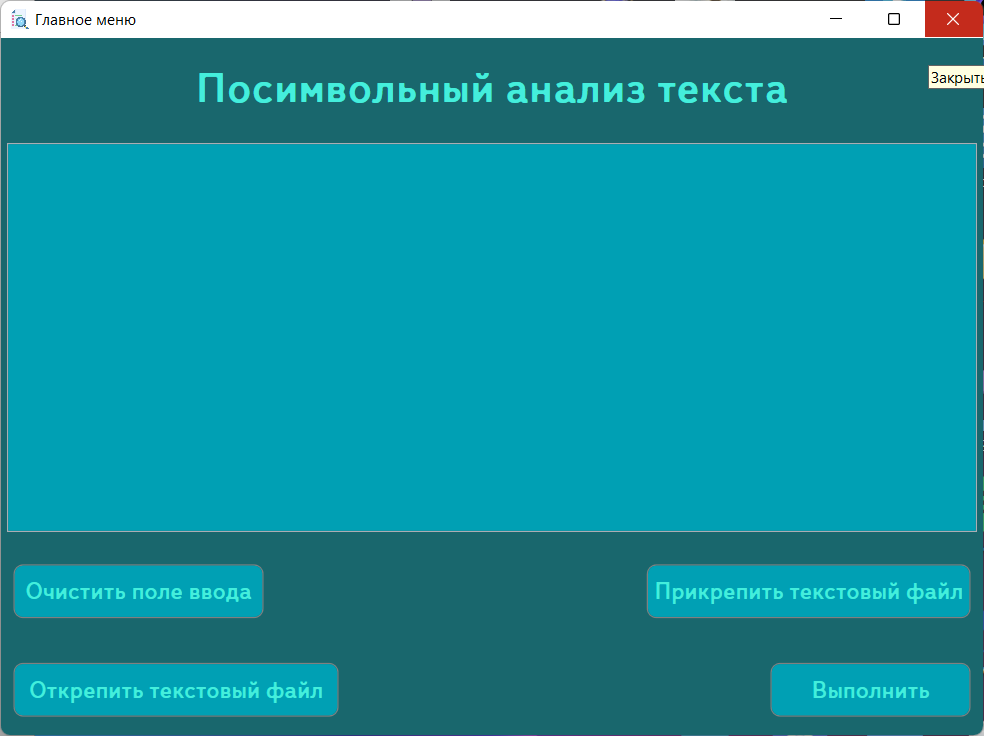 Главное меню
Закрыть
Посимвольный анализ текста
Очистить поле ввода
Прикрепить текстовый файл
Открепить текстовый файл
Выполнить